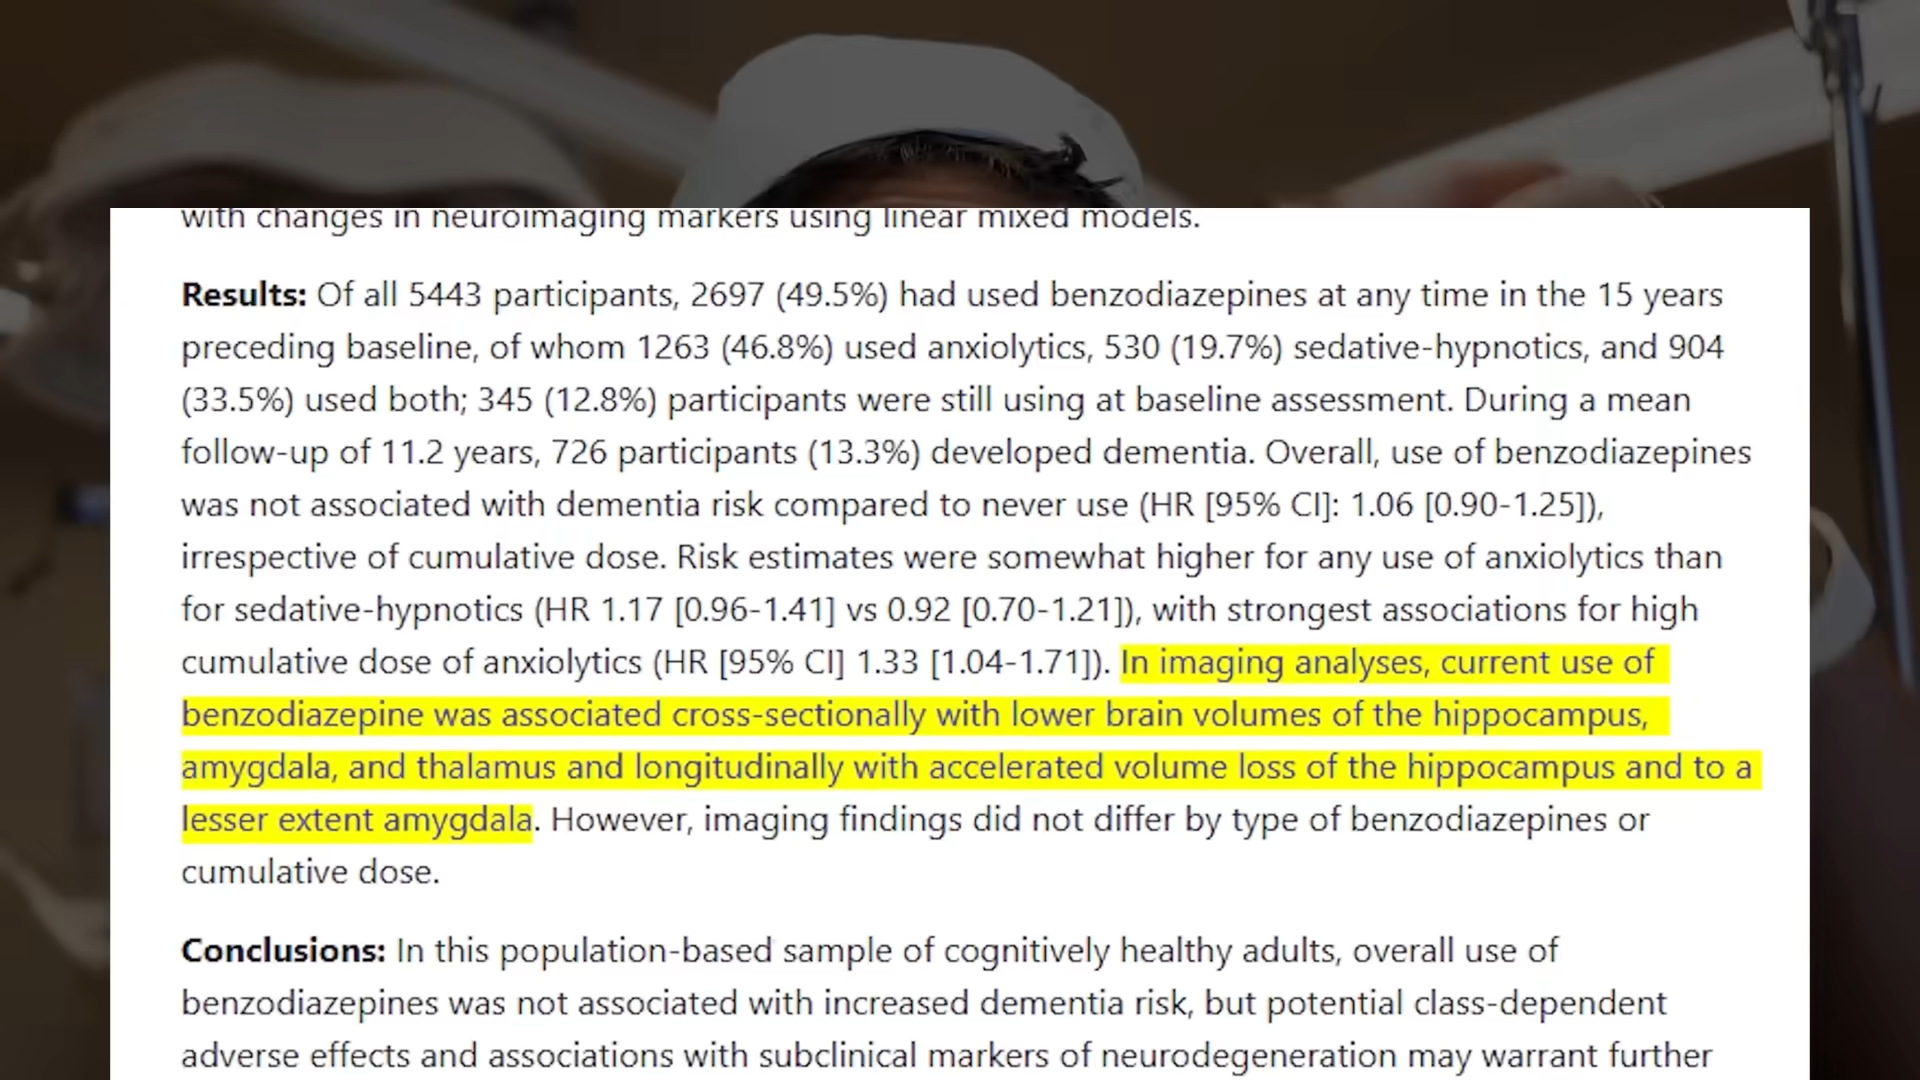 with changes in neuroimaging markers using linear mixed models.
Results: Of all 5443 participants, 2697 (49.5%) had used benzodiazepines at any time in the 15 years
preceding baseline, of whom 1263 (46.8%) used anxiolytics, 530 (19.7%) sedative-hypnotics, and 904
(33.5%) used both; 345 (12.8%) participants were still using at baseline assessment. During a mean
follow-up of 11.2 years, 726 participants (13.3%) developed dementia. Overall, use of benzodiazepines
was not associated with dementia risk compared to never use (HR [95% CI]: 1.06 [0.90-1.25]),
irrespective of cumulative dose. Risk estimates were somewhat higher for any use of anxiolytics than
for sedative-hypnotics (HR 1.17 [0.96-1.41] vs 0.92 [0.70-1.21]), with strongest associations for high
cumulative dose of anxiolytics (HR [95% CI] 1.33 [1.04-1.71]). In imaging analyses, current use of
benzodiazepine was associated cross-sectionally with lower brain volumes of the hippocampus,
amygdala, and thalamus and longitudinally with accelerated volume loss of the hippocampus and to a
lesser extent amygdala. However, imaging findings did not differ by type of benzodiazepines or
cumulative dose.
Conclusions: In this population-based sample of cognitively healthy adults, overall use of
benzodiazepines was not associated with increased dementia risk, but potential class-dependent
adverse effects and associations with subclinical markers of neurodegeneration may warrant further